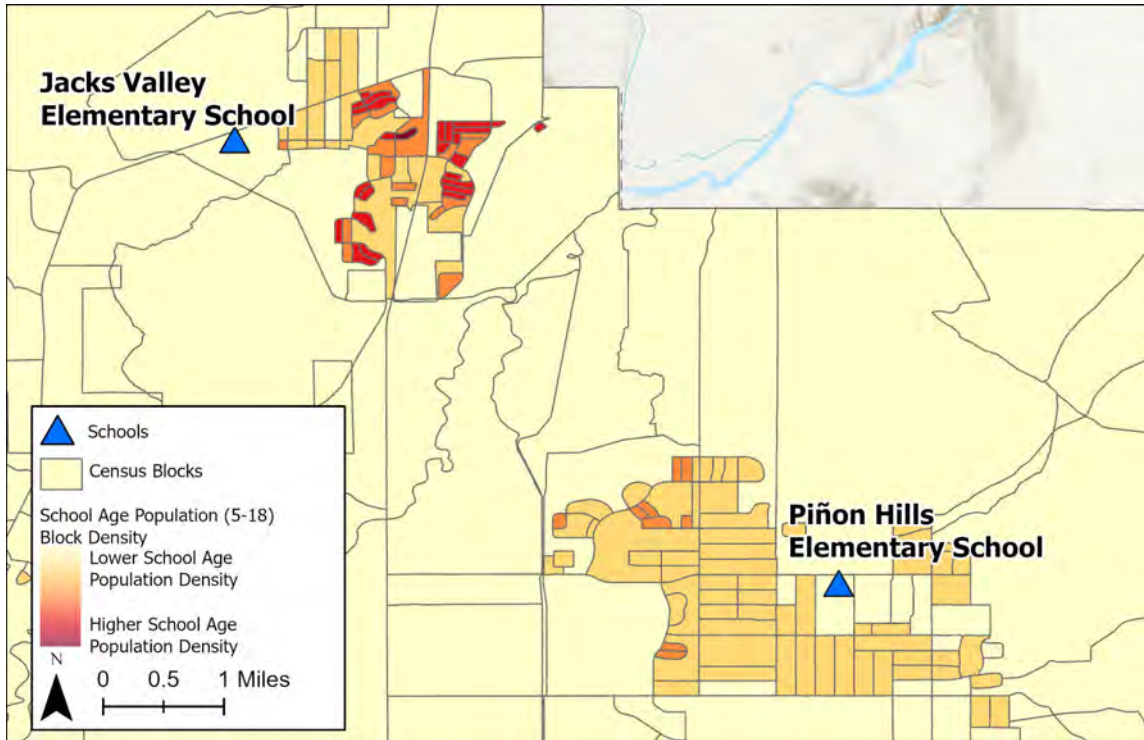 Jacks Valley
Elementary School
Piñon Hills
Elementary School
Schools
Census Blocks
School Age Population (5-18)
Block Density
Lower School Age
Population Density
Higher School Age
Population Density
N
0 0.5 1 Miles